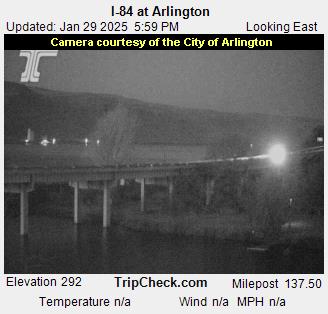 I-84 at Arlington
Updated: Jan 29 2025 5:59 PM Looking East
Camera courtesy of the City of Arlington
Elevation 292 TripCheck.com Milepost 137.50
Temperature n/a Wind n/a MPH n/a